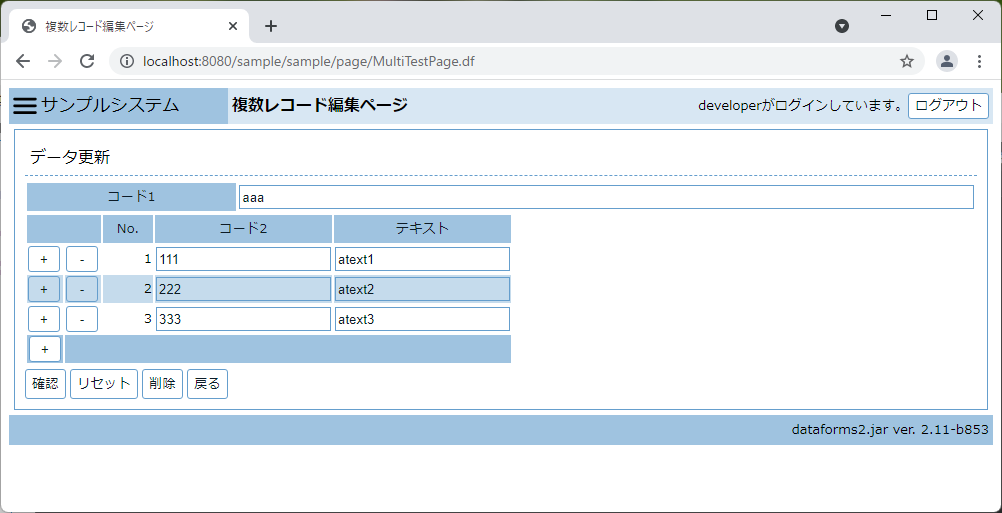 複数レコード編集ページ
localhost:8080/sample/sample/page/MultiTestPage.df
サンプルシステム 複数レコード編集ページ developerがログインしています。 ログアウト
データ更新
コード1 aaa
No. コード2 テキスト
+ - 1 111 atext1
+ - 2 222 atext2
+ - 3 333 atext3
+
確認 リセット 削除 戻る
dataforms2.jar ver. 2.11-b853